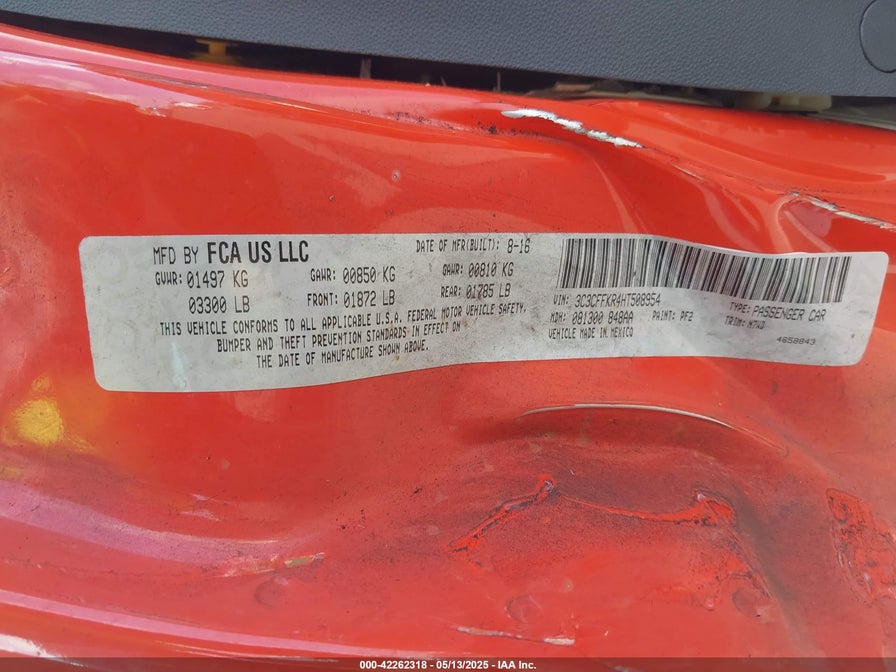 MFD BY FCA US LLC
DATE OF MFR(BUILT): 8-16
GVWR: 01497 KG
GAWR: 00850 KG
GAWR: 00810 KG
03300 LB
FRONT: 01872 LB
REAR: 01785 LB
THIS VEHICLE CONFORMS TO ALL APPLICABLE U.S.A. FEDERAL MOTOR VEHICLE SAFETY,
BUMPER AND THEFT PREVENTION STANDARDS IN EFFECT ON
THE DATE OF MANUFACTURE SHOWN ABOVE.
VIN: 3C3CFFKR4HT508954
TYPE: PASSENGER CAR
MDH: 081300 848AA
PAINT: PF2
TRIM:
VEHICLE MADE IN MEXICO
4658843
000-42262318 - 05/13/2025 - IAA Inc.